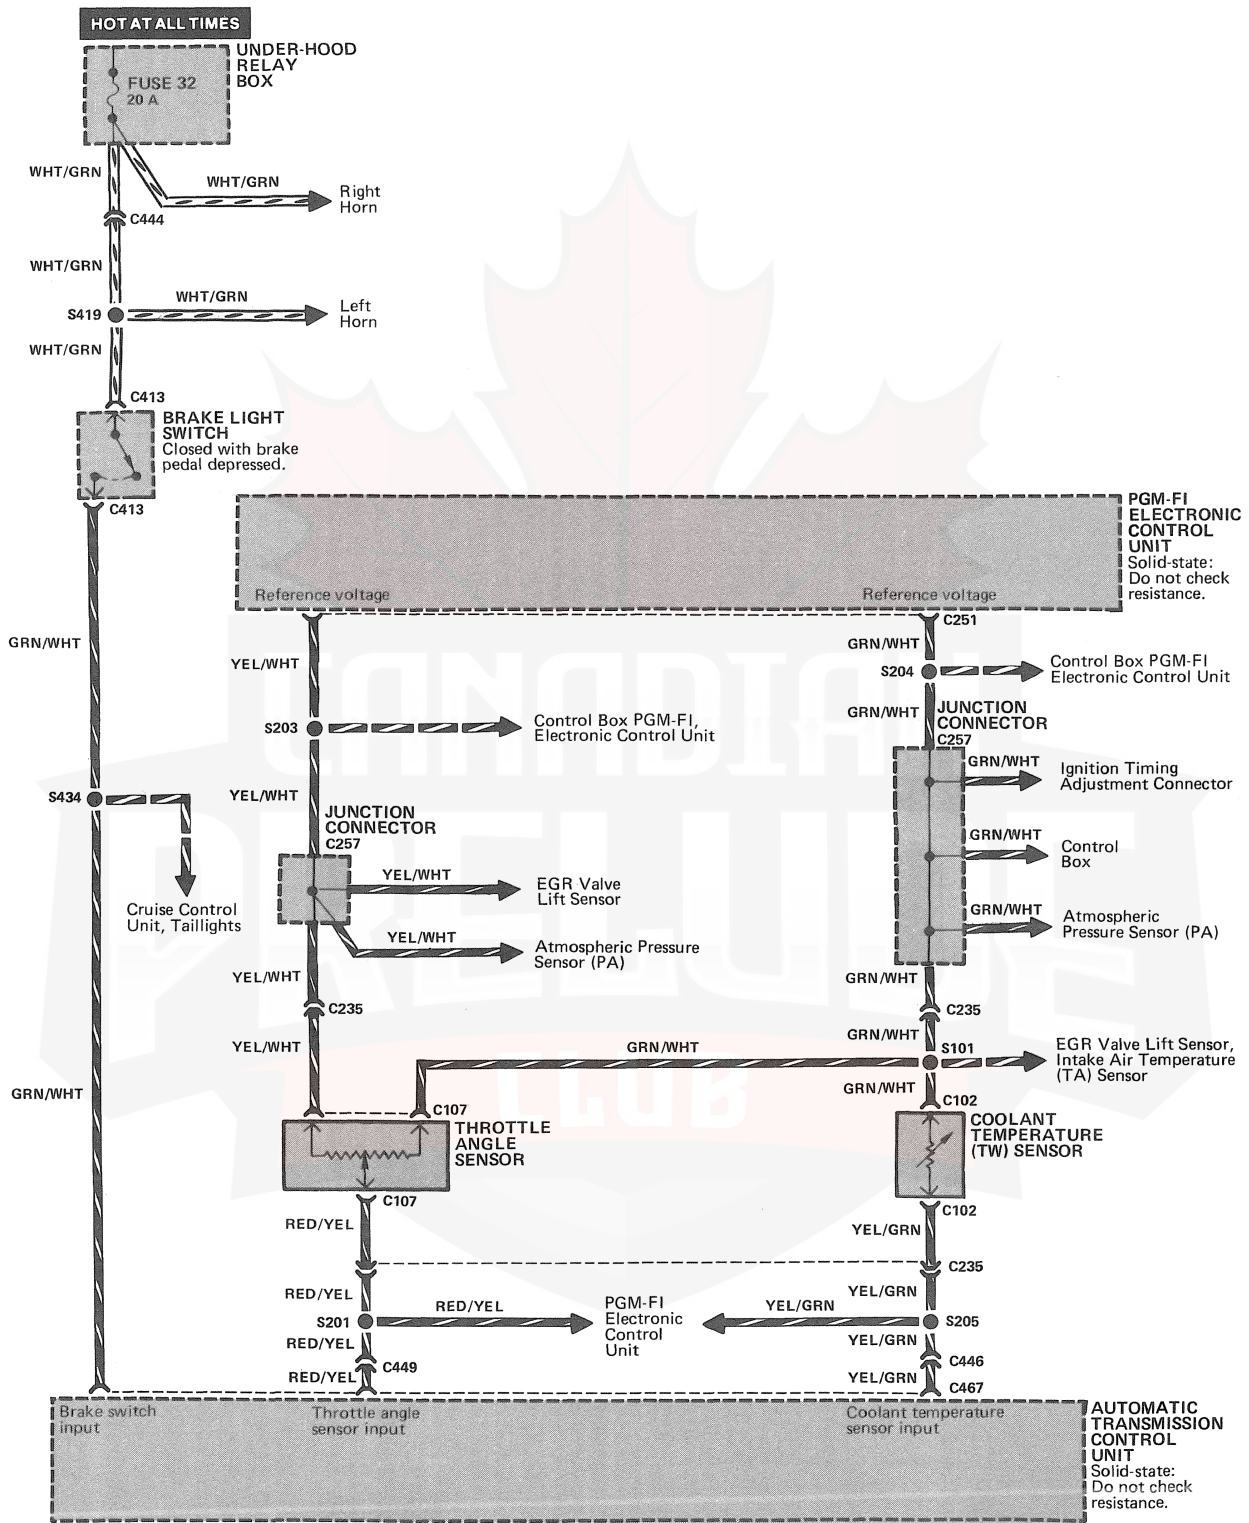 HOT AT ALL TIMES
UNDER-HOOD
RELAY
BOX
FUSE 32
20 A
WHT/GRN
WHT/GRN
Right
Horn
C444
WHT/GRN
WHT/GRN
Left
Horn
S419
WHT/GRN
C413
BRAKE LIGHT
SWITCH
Closed with brake
pedal depressed.
C413
PGM-FI
ELECTRONIC
CONTROL
UNIT
Solid-state:
Do not check
resistance.
Reference voltage
Reference voltage
C251
GRN/WHT
GRN/WHT
YEL/WHT
S204
Control Box PGM-FI
Electronic Control Unit
GRN/WHT
JUNCTION
CONNECTOR
C257
S203
Control Box PGM-FI,
Electronic Control Unit
GRN/WHT
Ignition Timing
Adjustment Connector
S434
YEL/WHT
JUNCTION
CONNECTOR
C257
GRN/WHT
Control
Box
YEL/WHT
EGR Valve
Lift Sensor
Cruise Control
Unit, Taillights
GRN/WHT
Atmospheric
Pressure Sensor (PA)
YEL/WHT
Atmospheric Pressure
Sensor (PA)
YEL/WHT
GRN/WHT
C235
C235
YEL/WHT
GRN/WHT
GRN/WHT
S101
EGR Valve Lift Sensor,
Intake Air Temperature
(TA) Sensor
GRN/WHT
GRN/WHT
C107
C102
THROTTLE
ANGLE
SENSOR
COOLANT
TEMPERATURE
(TW) SENSOR
C107
C102
RED/YEL
YEL/GRN
C235
RED/YEL
YEL/GRN
S201
RED/YEL
PGM-FI
Electronic
Control
Unit
YEL/GRN
S205
RED/YEL
YEL/GRN
C449
C446
RED/YEL
YEL/GRN
C467
Brake switch
input
Throttle angle
sensor input
Coolant temperature
sensor input
AUTOMATIC
TRANSMISSION
CONTROL
UNIT
Solid-state:
Do not check
resistance.
CANADIAN
PRELUDE
CLUB